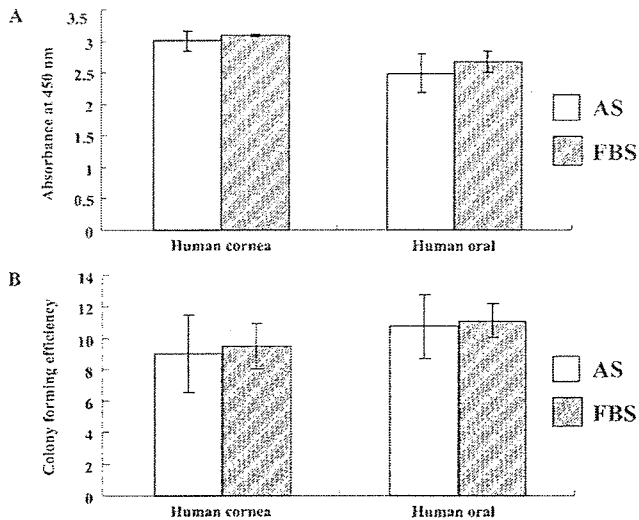 A
Absorbance at 450 nm
3.5
3
2.5
2
1.5
1
0.5
0
Human cornea
Human oral
AS
FBS
B
Colony forming efficiency
14
12
10
8
6
4
2
0
Human cornea
Human oral
AS
FBS